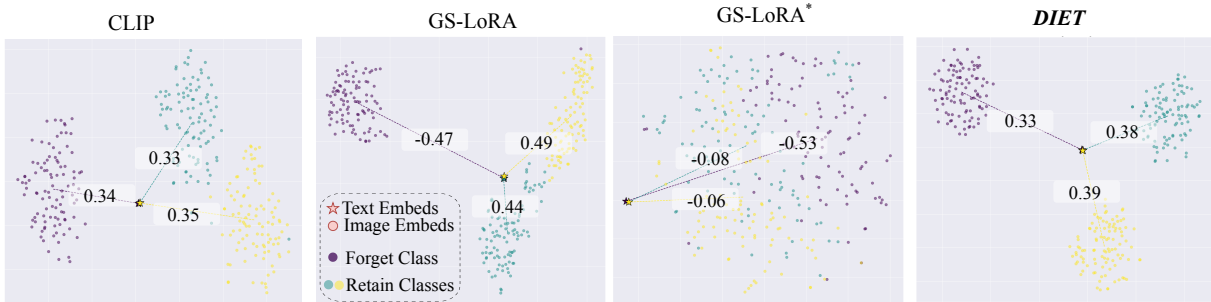 CLIP
0.33
0.34
0.35
GS-LoRA
-0.47
0.49
0.44
Text Embeds
Image Embeds
Forget Class
Retain Classes
GS-LoRA*
-0.53
-0.08
-0.06
DIET
0.33
0.38
0.39